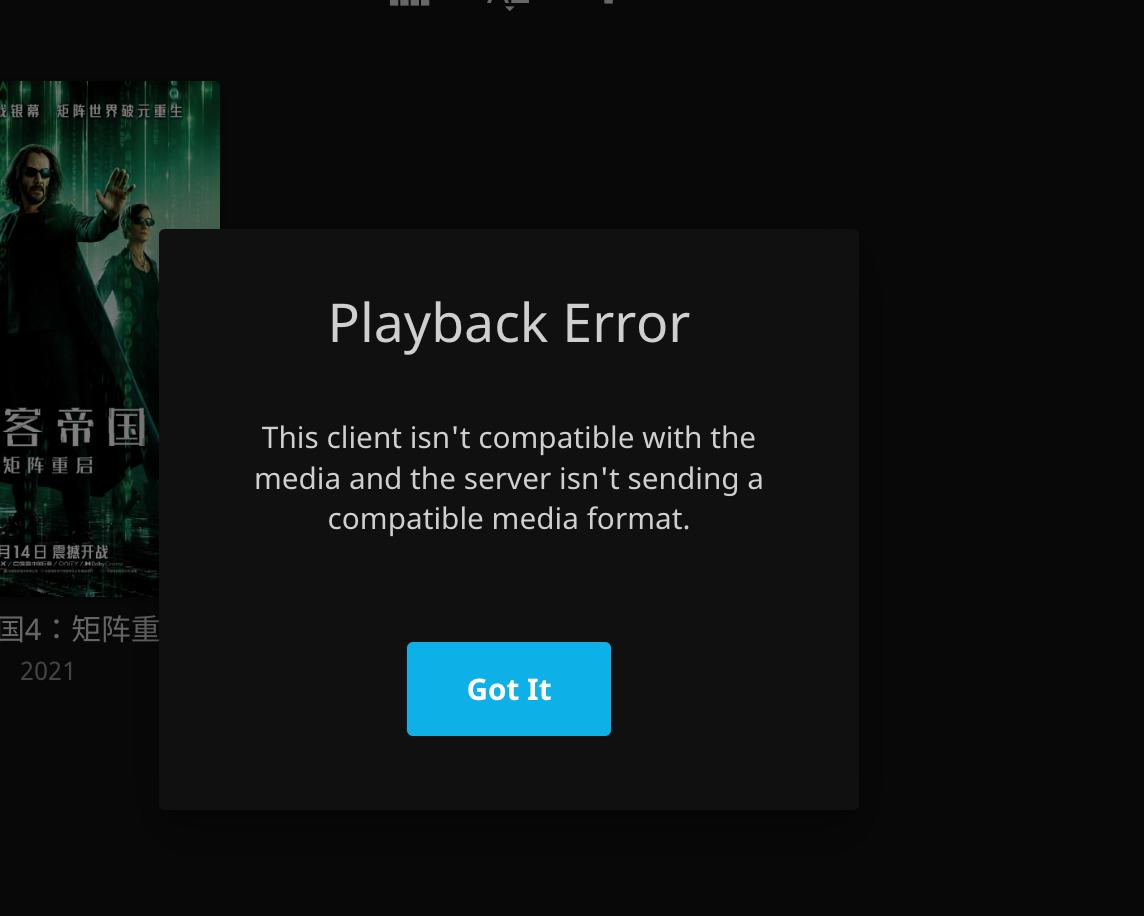 银幕 矩阵世界破元重生
客帝国
矩阵重启
月14日 震撼开战
国4：矩阵重
2021
Playback Error
This client isn't compatible with the
media and the server isn't sending a
compatible media format.
Got It